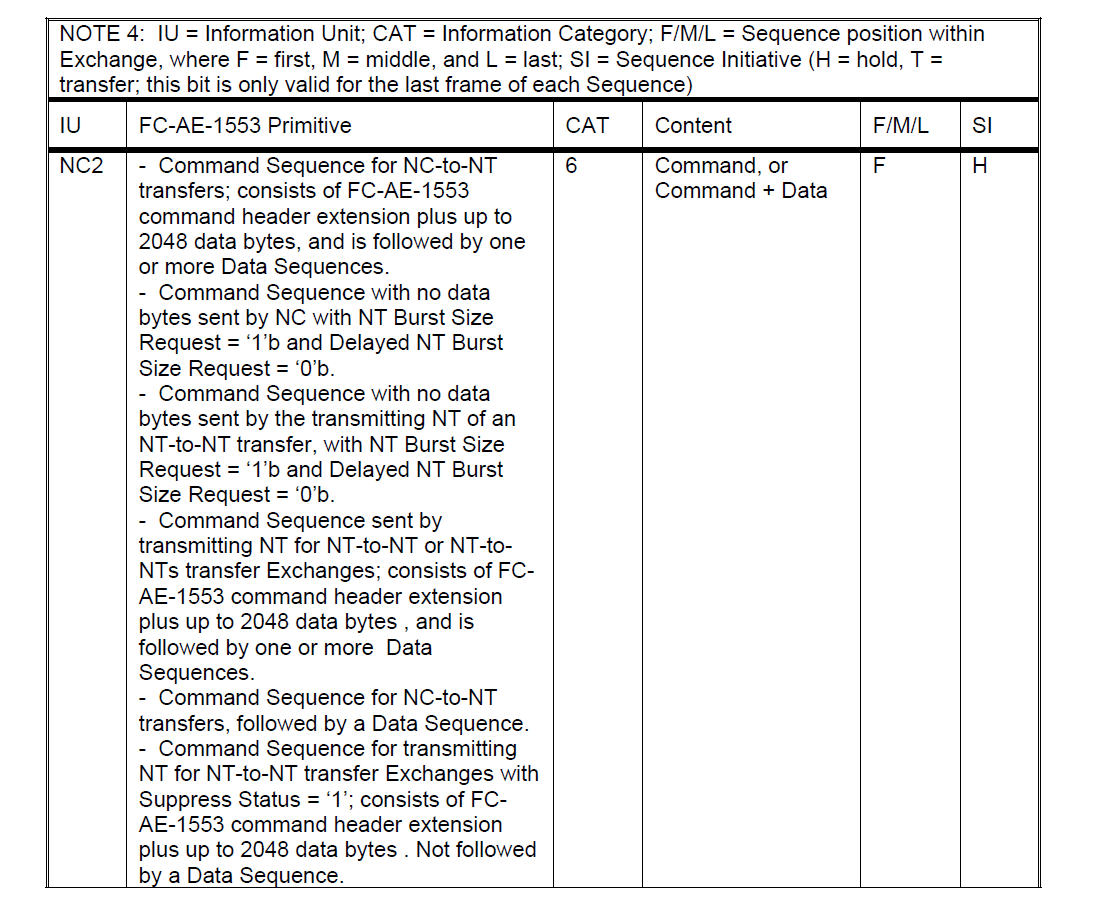 NOTE 4:  IU = Information Unit; CAT = Information Category; F/M/L = Sequence position within
Exchange, where F = first, M = middle, and L = last; SI = Sequence Initiative (H = hold, T =
transfer; this bit is only valid for the last frame of each Sequence)
IU FC-AE-1553 Primitive CAT Content F/M/L SI
NC2 -  Command Sequence for NC-to-NT 6 Command, or F H
transfers; consists of FC-AE-1553 Command + Data
command header extension plus up to
2048 data bytes, and is followed by one
or more Data Sequences.
-  Command Sequence with no data
bytes sent by NC with NT Burst Size
Request = ‘1’b and Delayed NT Burst
Size Request = ‘0’b.
-  Command Sequence with no data
bytes sent by the transmitting NT of an
NT-to-NT transfer, with NT Burst Size
Request = ‘1’b and Delayed NT Burst
Size Request = ‘0’b.
-  Command Sequence sent by
transmitting NT for NT-to-NT or NT-to-
NTs transfer Exchanges; consists of FC-
AE-1553 command header extension
plus up to 2048 data bytes , and is
followed by one or more  Data
Sequences.
-  Command Sequence for NC-to-NT
transfers, followed by a Data Sequence.
-  Command Sequence for transmitting
NT for NT-to-NT transfer Exchanges with
Suppress Status = ‘1’; consists of FC-
AE-1553 command header extension
plus up to 2048 data bytes . Not followed
by a Data Sequence.